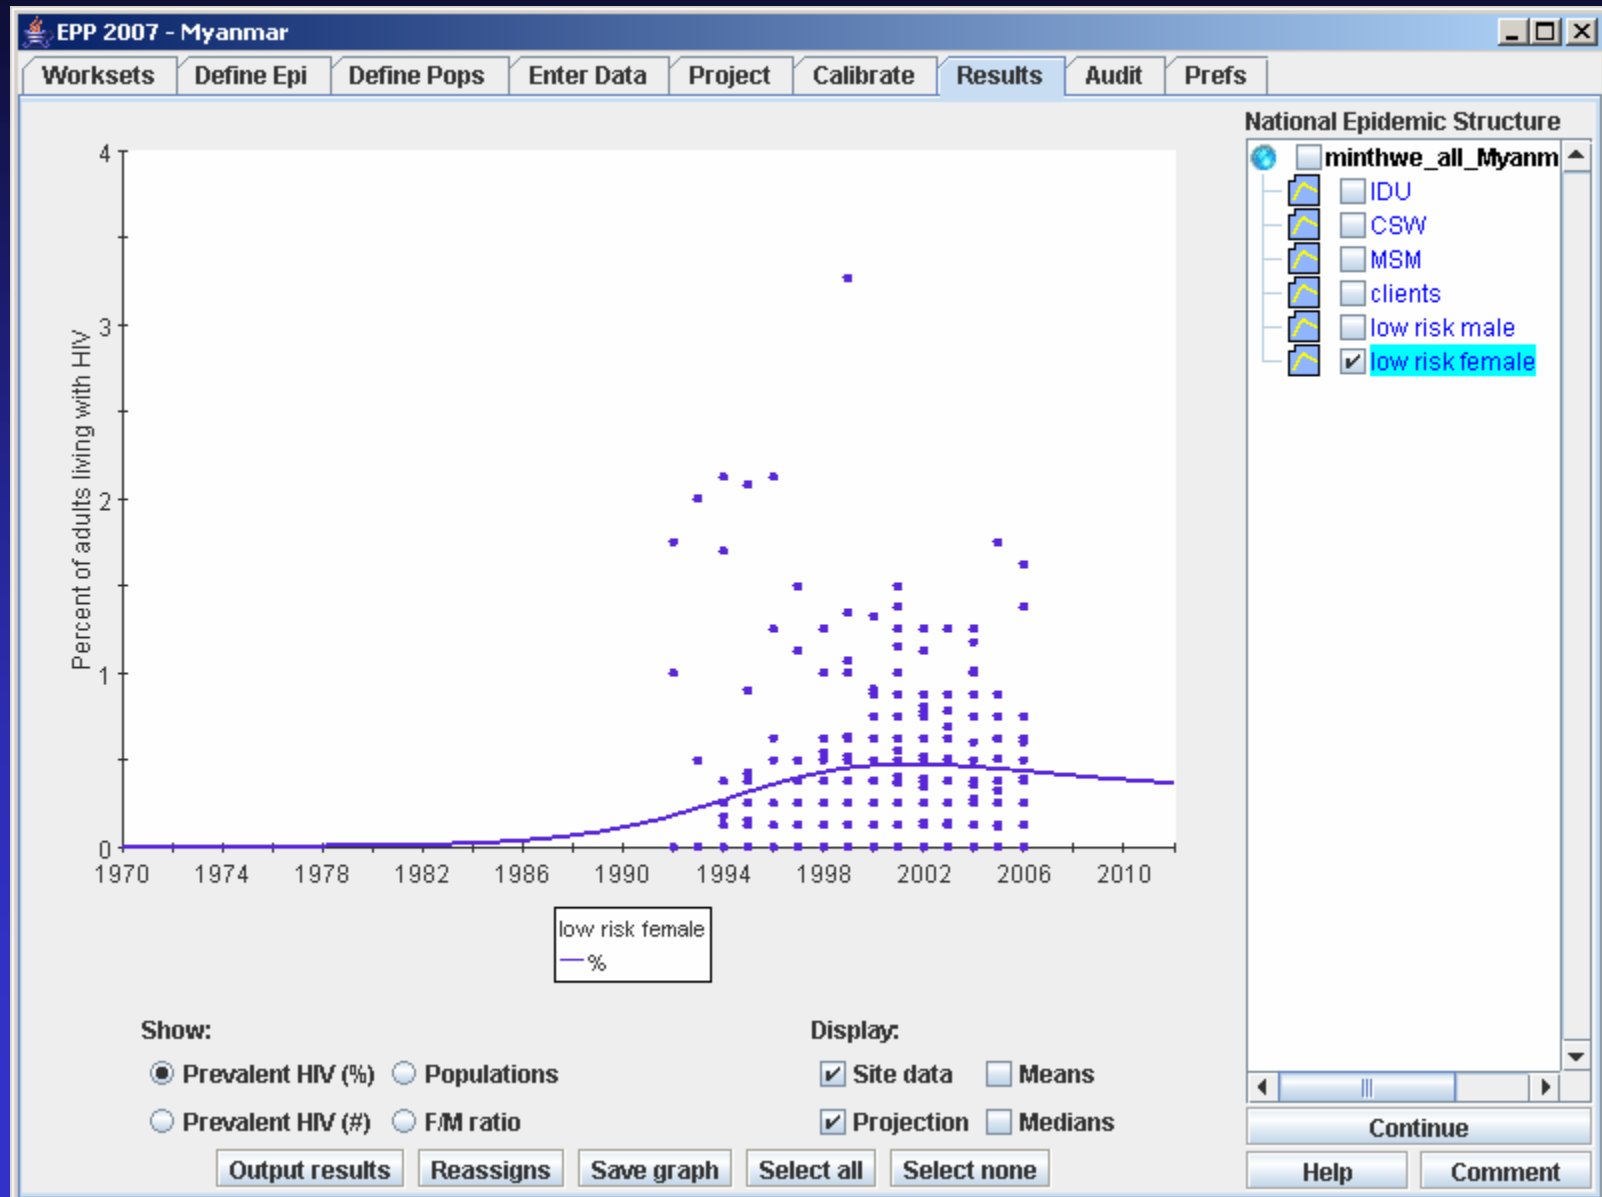 EPP 2007 - Myanmar
Worksets Define Epi Define Pops Enter Data Project Calibrate Results Audit Prefs
National Epidemic Structure
minthwe_all_Myanm
IDU
CSW
MSM
clients
low risk male
low risk female
Percent of adults living with HIV
4
3
2
1
0
1970 1974 1978 1982 1986 1990 1994 1998 2002 2006 2010
low risk female
%
Show:
Prevalent HIV (%) Populations
Prevalent HIV (#) F/M ratio
Display:
Site data Means
Projection Medians
Output results Reassigns Save graph Select all Select none
Continue
Help Comment